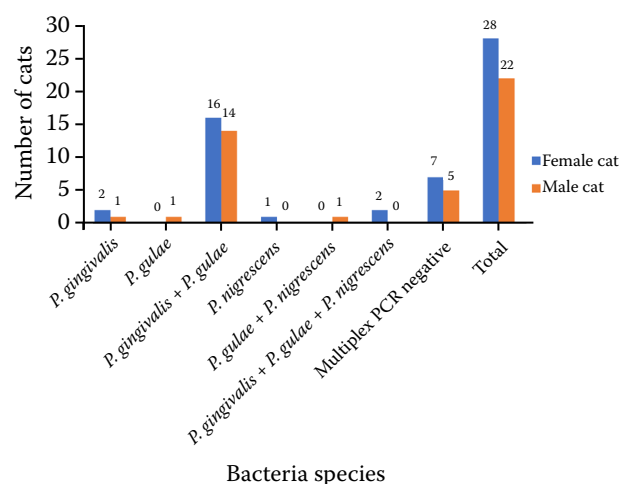 Number of cats
30
25
20
15
10
5
0
2
1
0
1
16
14
1
0
0
1
2
0
7
5
28
22
Female cat
Male cat
P. gingivalis
P. gulae
P. gingivalis + P. gulae
P. nigrescens
P. gulae + P. nigrescens
P. gingivalis + P. gulae + P. nigrescens
Multiplex PCR negative
Total
Bacteria species